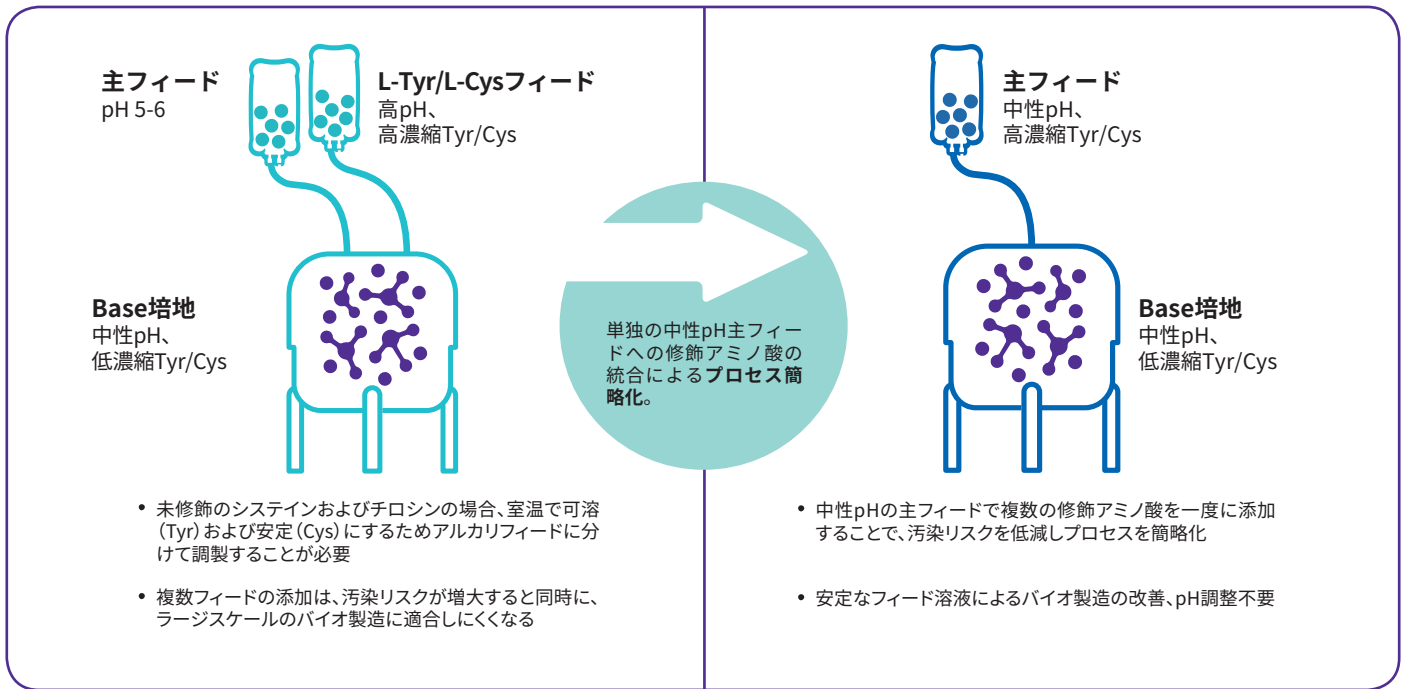 主フィード
pH 5-6
L-Tyr/L-Cysフィード
高pH、
高濃縮Tyr/Cys
Base培地
中性pH、
低濃縮Tyr/Cys
• 未修飾のシステインおよびチロシンの場合、室温で可溶
（Tyr）および安定（Cys）にするためアルカリフィードに分
けて調製することが必要
• 複数フィードの添加は、汚染リスクが増大すると同時に、
ラージスケールのバイオ製造に適合しにくくなる
単独の中性pH主フィー
ドへの修飾アミノ酸の
統合によるプロセス簡
略化。
主フィード
中性pH、
高濃縮Tyr/Cys
Base培地
中性pH、
低濃縮Tyr/Cys
• 中性pHの主フィードで複数の修飾アミノ酸を一度に添加
することで、汚染リスクを低減しプロセスを簡略化
• 安定なフィード溶液によるバイオ製造の改善、pH調整不要